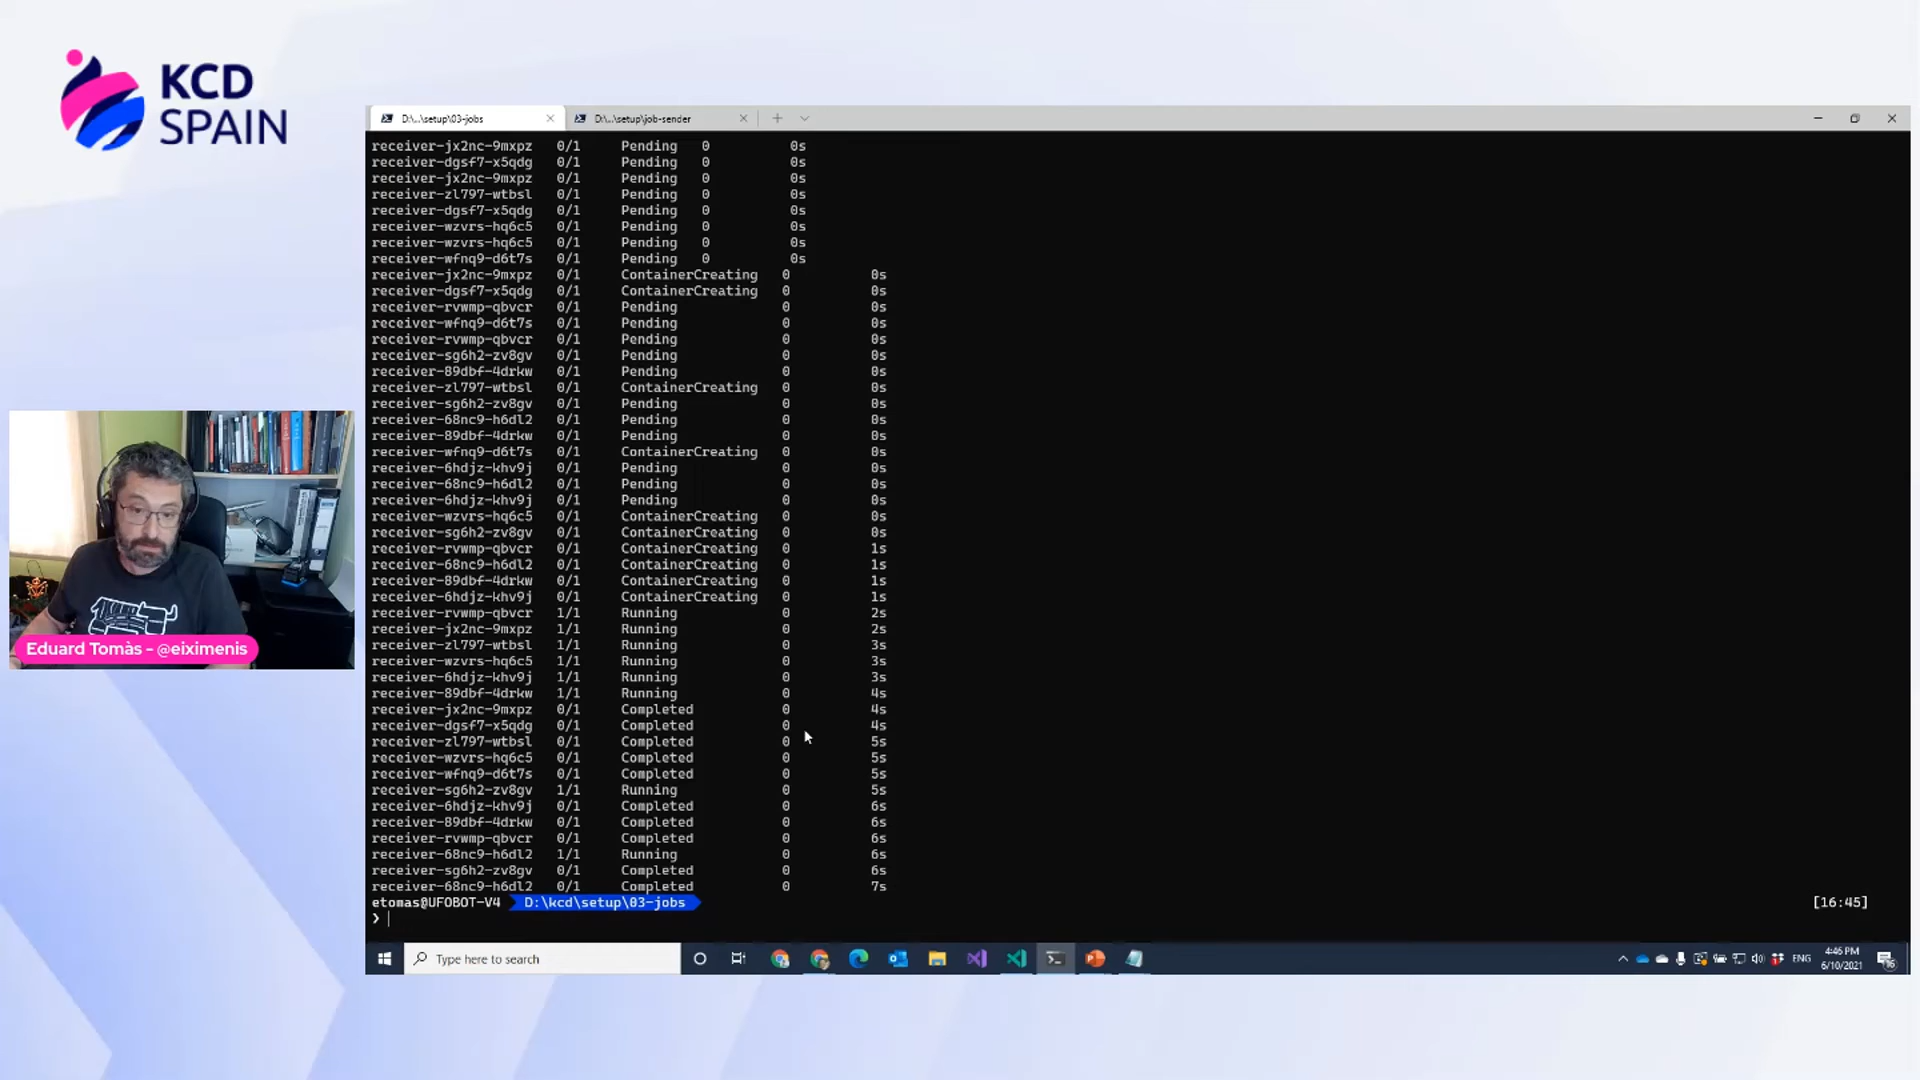 KCD
SPAIN
D:\...\setup\03-jobs
D:\...\setup\job-sender
receiver-jx2nc-9mxpz 0/1 Pending 0 0s
receiver-dgsf7-x5qdg 0/1 Pending 0 0s
receiver-jx2nc-9mxpz 0/1 Pending 0 0s
receiver-zl797-wtbsl 0/1 Pending 0 0s
receiver-dgsf7-x5qdg 0/1 Pending 0 0s
receiver-wzvrs-hq6c5 0/1 Pending 0 0s
receiver-wzvrs-hq6c5 0/1 Pending 0 0s
receiver-wfnq9-d6t7s 0/1 Pending 0 0s
receiver-jx2nc-9mxpz 0/1 ContainerCreating 0 0s
receiver-dgsf7-x5qdg 0/1 ContainerCreating 0 0s
receiver-rvwmp-qbvcr 0/1 Pending 0 0s
receiver-wfnq9-d6t7s 0/1 Pending 0 0s
receiver-rvwmp-qbvcr 0/1 Pending 0 0s
receiver-sg6h2-zv8gv 0/1 Pending 0 0s
receiver-89dbf-4drkw 0/1 Pending 0 0s
receiver-zl797-wtbsl 0/1 ContainerCreating 0 0s
receiver-sg6h2-zv8gv 0/1 Pending 0 0s
receiver-68nc9-h6dl2 0/1 Pending 0 0s
receiver-89dbf-4drkw 0/1 Pending 0 0s
receiver-wfnq9-d6t7s 0/1 ContainerCreating 0 0s
receiver-6hdjz-khv9j 0/1 Pending 0 0s
receiver-68nc9-h6dl2 0/1 Pending 0 0s
receiver-6hdjz-khv9j 0/1 Pending 0 0s
receiver-wzvrs-hq6c5 0/1 ContainerCreating 0 0s
receiver-sg6h2-zv8gv 0/1 ContainerCreating 0 0s
receiver-rvwmp-qbvcr 0/1 ContainerCreating 0 1s
receiver-68nc9-h6dl2 0/1 ContainerCreating 0 1s
receiver-89dbf-4drkw 0/1 ContainerCreating 0 1s
receiver-6hdjz-khv9j 0/1 ContainerCreating 0 1s
receiver-rvwmp-qbvcr 1/1 Running 0 2s
receiver-jx2nc-9mxpz 1/1 Running 0 2s
receiver-zl797-wtbsl 1/1 Running 0 3s
receiver-wzvrs-hq6c5 1/1 Running 0 3s
receiver-6hdjz-khv9j 1/1 Running 0 3s
receiver-89dbf-4drkw 1/1 Running 0 4s
receiver-jx2nc-9mxpz 0/1 Completed 0 4s
receiver-dgsf7-x5qdg 0/1 Completed 0 4s
receiver-zl797-wtbsl 0/1 Completed 0 5s
receiver-wzvrs-hq6c5 0/1 Completed 0 5s
receiver-wfnq9-d6t7s 0/1 Completed 0 5s
receiver-sg6h2-zv8gv 1/1 Running 0 5s
receiver-6hdjz-khv9j 0/1 Completed 0 6s
receiver-89dbf-4drkw 0/1 Completed 0 6s
receiver-rvwmp-qbvcr 0/1 Completed 0 6s
receiver-68nc9-h6dl2 1/1 Running 0 6s
receiver-sg6h2-zv8gv 0/1 Completed 0 6s
receiver-68nc9-h6dl2 0/1 Completed 0 7s
etomas@UFOBOT-V4 D:\kcd\setup\03-jobs [16:45]
❯
Eduard Tomàs - @eiximenis
Type here to search
ENG
4:46 PM
6/10/2021